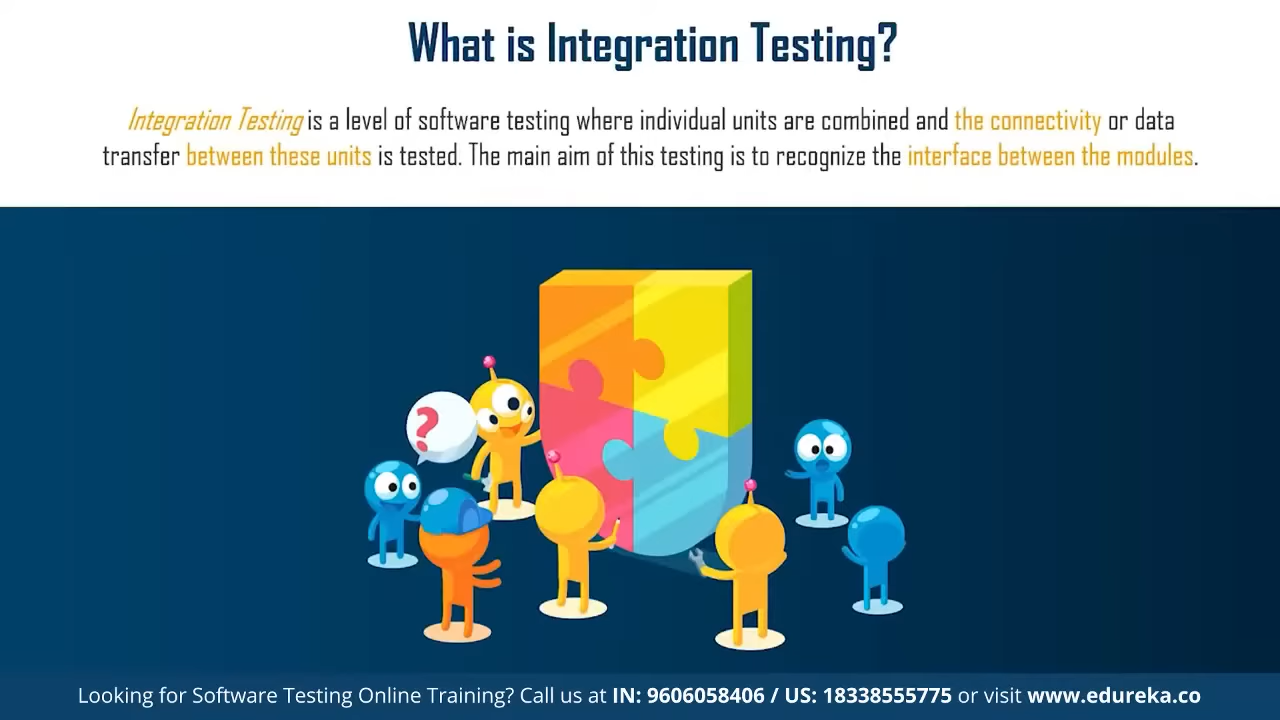 What is Integration Testing?
Integration Testing is a level of software testing where individual units are combined and the connectivity or data
transfer between these units is tested. The main aim of this testing is to recognize the interface between the modules.
?
Looking for Software Testing Online Training? Call us at IN: 9606058406 / US: 18338555775 or visit www.edureka.co